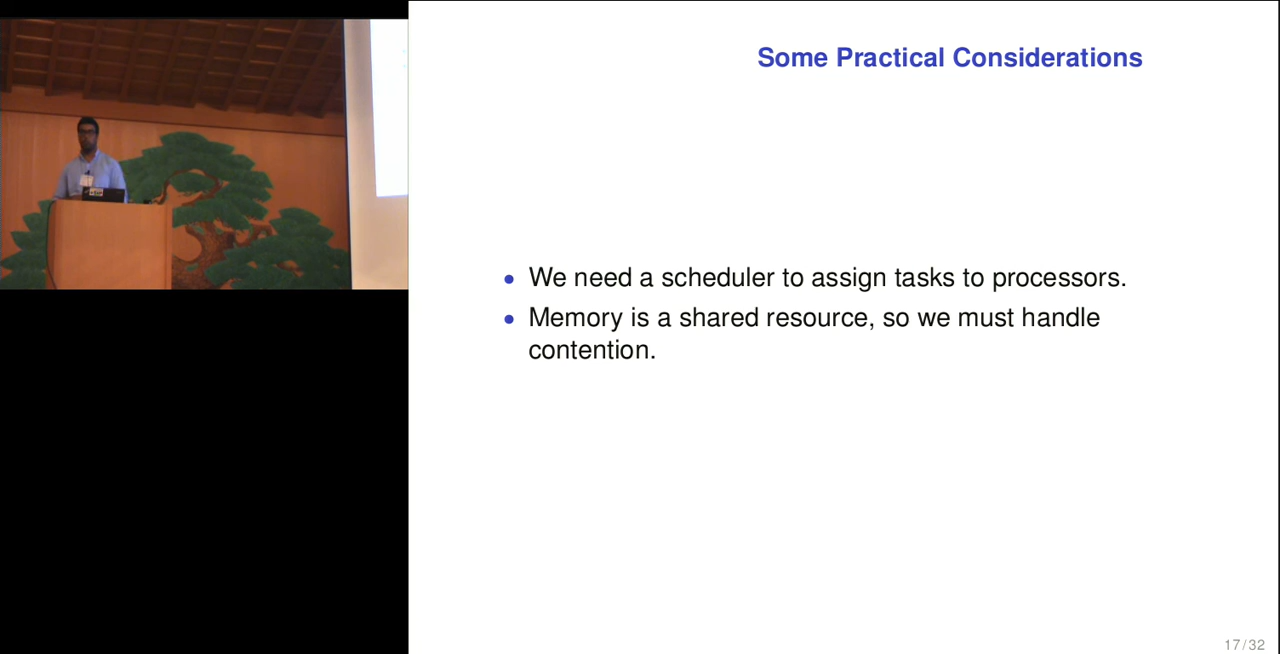 Some Practical Considerations
• We need a scheduler to assign tasks to processors.
• Memory is a shared resource, so we must handle
contention.
17/32